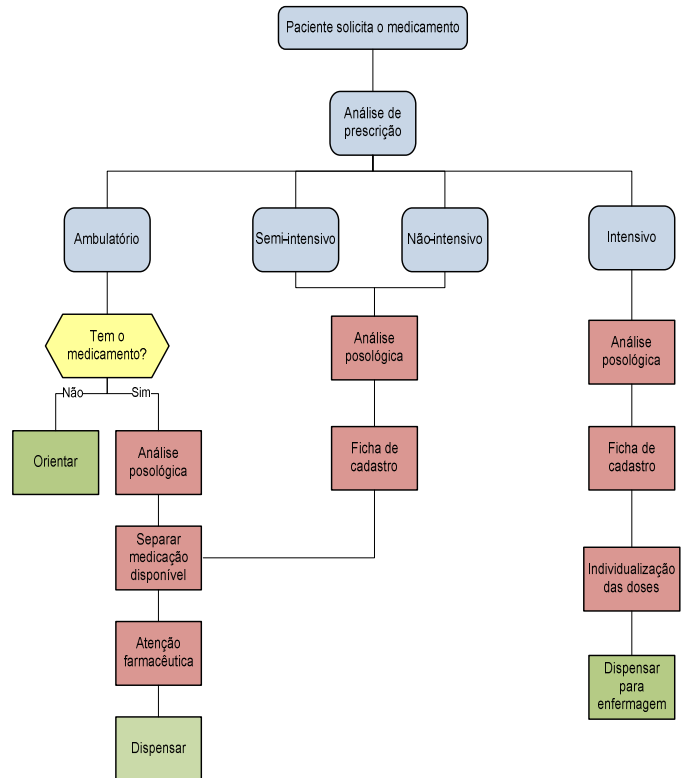 Paciente solicita o medicamento
Análise de
prescrição
Ambulatório
Semi-intensivo
Não-intensivo
Intensivo
Tem o
medicamento?
Não
Sim
Análise
posológica
Análise
posológica
Orientar
Análise
posológica
Ficha de
cadastro
Ficha de
cadastro
Separar
medicação
disponível
Individualização
das doses
Atenção
farmacêutica
Dispensar
para
enfermagem
Dispensar